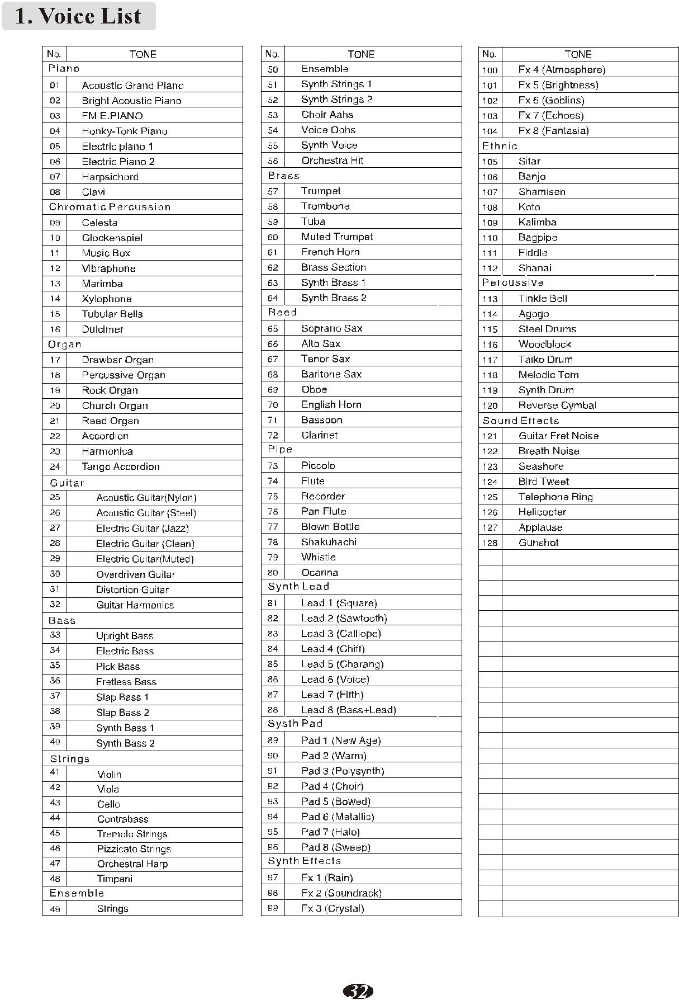 1. Voice List
No. TONE
Piano
01 Acoustic Grand Piano
02 Bright Acoustic Piano
03 FM E.PIANO
04 Honky-Tonk Piano
05 Electric piano 1
06 Electric Piano 2
07 Harpsichord
08 Clavi
Chromatic Percussion
09 Celesta
10 Glockenspiel
11 Music Box
12 Vibraphone
13 Marimba
14 Xylophone
15 Tubular Bells
16 Dulcimer
Organ
17 Drawbar Organ
18 Percussive Organ
19 Rock Organ
20 Church Organ
21 Reed Organ
22 Accordion
23 Harmonica
24 Tango Accordion
Guitar
25 Acoustic Guitar(Nylon)
26 Acoustic Guitar (Steel)
27 Electric Guitar (Jazz)
28 Electric Guitar (Clean)
29 Electric Guitar(Muted)
30 Overdriven Guitar
31 Distortion Guitar
32 Guitar Harmonics
Bass
33 Upright Bass
34 Electric Bass
35 Pick Bass
36 Fretless Bass
37 Slap Bass 1
38 Slap Bass 2
39 Synth Bass 1
40 Synth Bass 2
Strings
41 Violin
42 Viola
43 Cello
44 Contrabass
45 Tremolo Strings
46 Pizzicato Strings
47 Orchestral Harp
48 Timpani
Ensemble
49 Strings
No. TONE
50 Ensemble
51 Synth Strings 1
52 Synth Strings 2
53 Choir Aahs
54 Voice Oohs
55 Synth Voice
56 Orchestra Hit
Brass
57 Trumpet
58 Trombone
59 Tuba
60 Muted Trumpet
61 French Horn
62 Brass Section
63 Synth Brass 1
64 Synth Brass 2
Reed
65 Soprano Sax
66 Alto Sax
67 Tenor Sax
68 Baritone Sax
69 Oboe
70 English Horn
71 Bassoon
72 Clarinet
Pipe
73 Piccolo
74 Flute
75 Recorder
76 Pan Flute
77 Blown Bottle
78 Shakuhachi
79 Whistle
80 Ocarina
Synth Lead
81 Lead 1 (Square)
82 Lead 2 (Sawtooth)
83 Lead 3 (Calliope)
84 Lead 4 (Chiff)
85 Lead 5 (Charang)
86 Lead 6 (Voice)
87 Lead 7 (Fifth)
88 Lead 8 (Bass+Lead)
Systh Pad
89 Pad 1 (New Age)
90 Pad 2 (Warm)
91 Pad 3 (Polysynth)
92 Pad 4 (Choir)
93 Pad 5 (Bowed)
94 Pad 6 (Metallic)
95 Pad 7 (Halo)
96 Pad 8 (Sweep)
Synth Effects
97 Fx 1 (Rain)
98 Fx 2 (Soundrack)
99 Fx 3 (Crystal)
No. TONE
100 Fx 4 (Atmosphere)
101 Fx 5 (Brightness)
102 Fx 6 (Goblins)
103 Fx 7 (Echoes)
104 Fx 8 (Fantasia)
Ethnic
105 Sitar
106 Banjo
107 Shamisen
108 Koto
109 Kalimba
110 Bagpipe
111 Fiddle
112 Shanai
Percussive
113 Tinkle Bell
114 Agogo
115 Steel Drums
116 Woodblock
117 Taiko Drum
118 Melodic Tom
119 Synth Drum
120 Reverse Cymbal
Sound Effects
121 Guitar Fret Noise
122 Breath Noise
123 Seashore
124 Bird Tweet
125 Telephone Ring
126 Helicopter
127 Applause
128 Gunshot
32